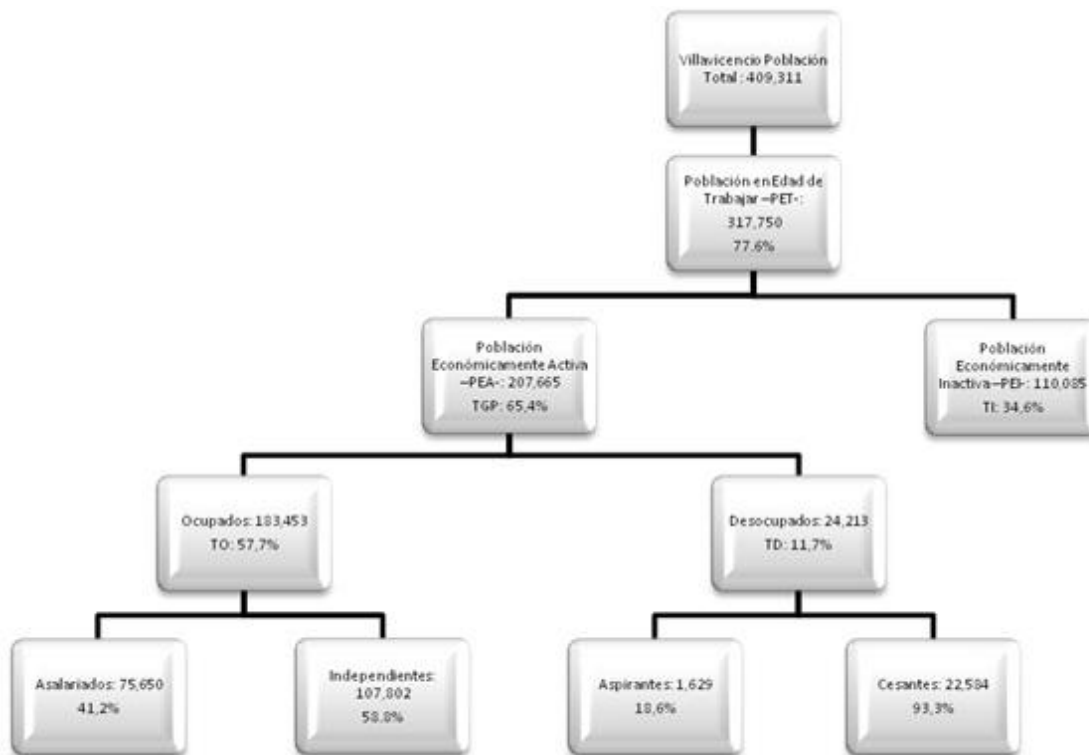 Villavicencio Población
Total : 409,311
Población en Edad de
Trabajar –PET-:
317,750
77,6%
Población
Económicamente Activa
–PEA-: 207,665
TGP: 65,4%
Población
Económicamente
Inactiva –PEI-: 110,085
TI: 34,6%
Ocupados: 183,453
TO: 57,7%
Desocupados: 24,213
TD: 11,7%
Asalariados: 75,650
41,2%
Independientes:
107,802
58,8%
Aspirantes: 1,629
18,6%
Cesantes: 22,584
93,3%